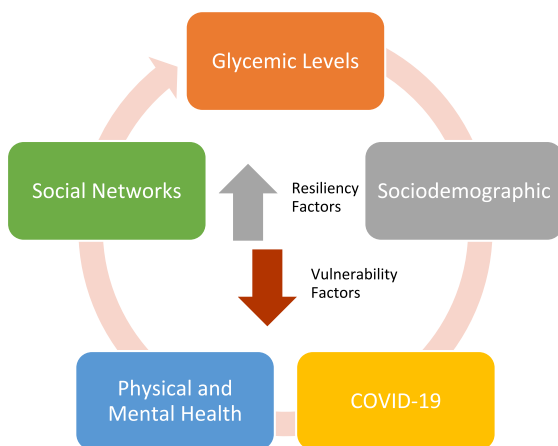 Glycemic Levels
Social Networks
Resiliency
Factors
Sociodemographic
Vulnerability
Factors
Physical and
Mental Health
COVID-19